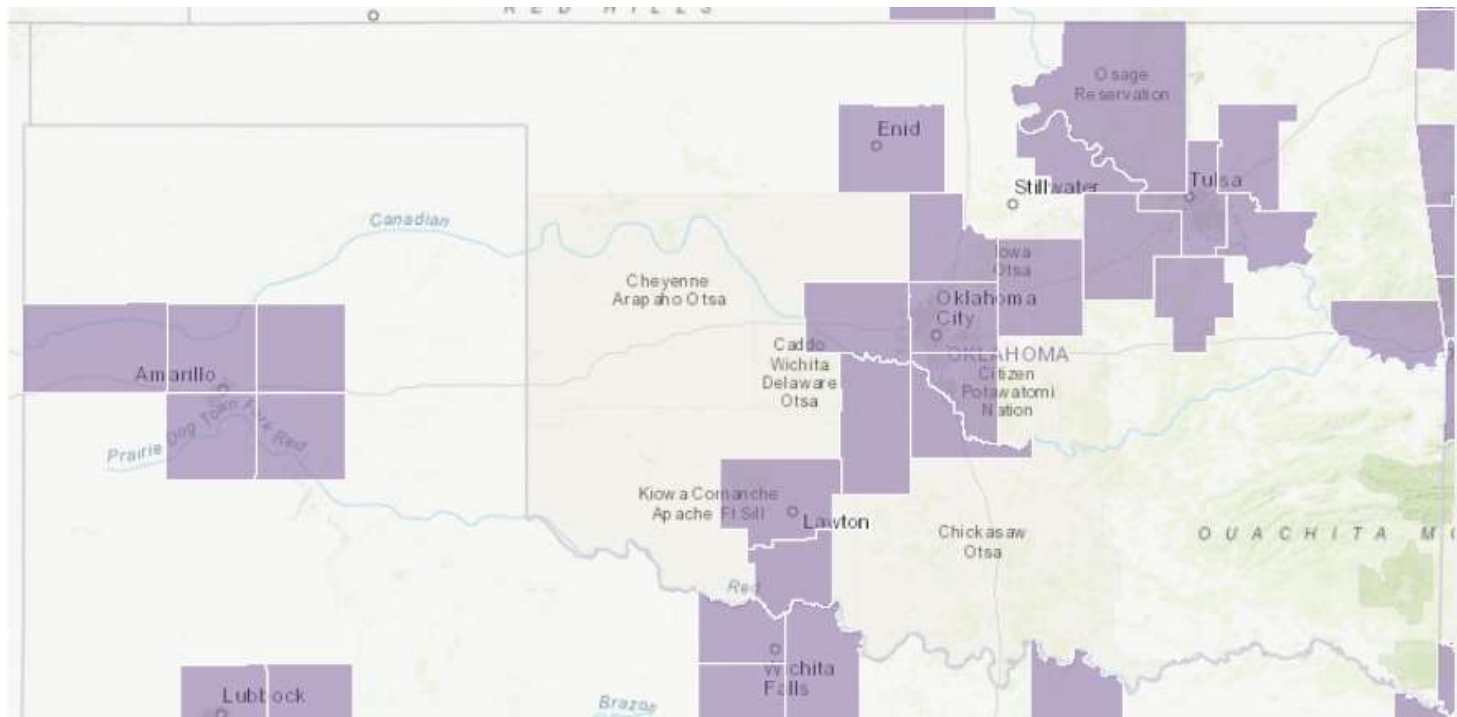 RED HILLS
Osage
Reservation
Enid
Stillwater
Tulsa
Canadian
Iowa
Otsa
Cheyenne
Arapaho Otsa
Oklahoma
City
Caddo
Wichita
Delaware
Otsa
OKLAHOMA
Citizen
Potawatomi
Nation
Amarillo
Prairie Dog Town Fork Red
Kiowa Comanche
Apache Ft Sill
Lawton
Chickasaw
Otsa
OUACHITA MO
Red
Wichita
Falls
Lubbock
Brazos